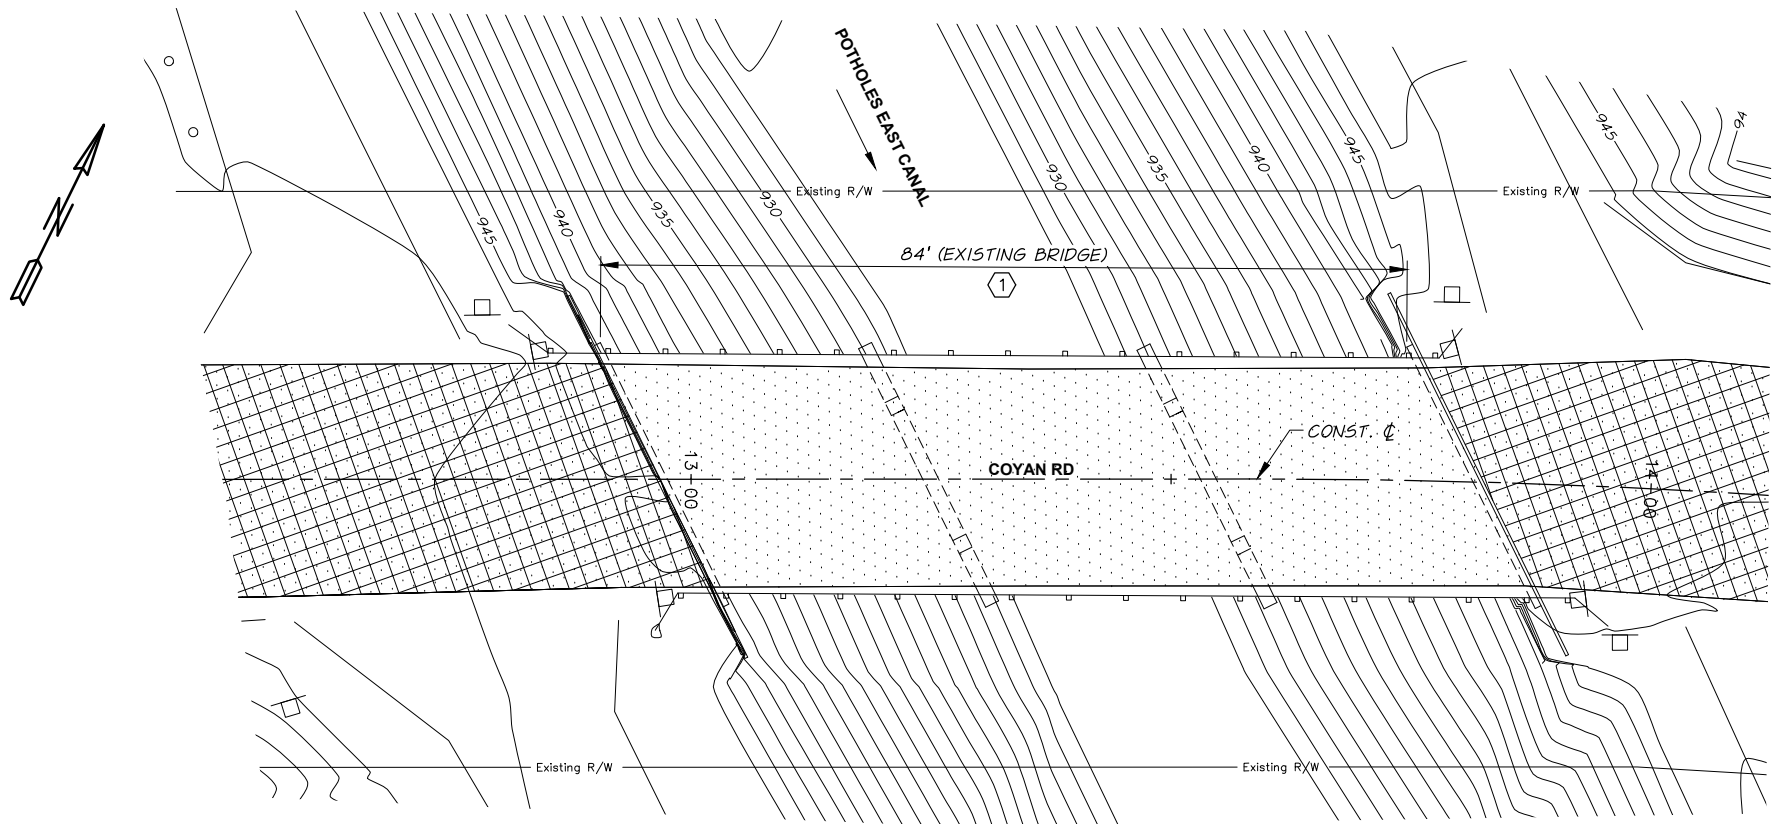 POTHOLES EAST CANAL
945
94
945
940
935
930
Existing R/W
Existing R/W
930
935
940
945
N
84' (EXISTING BRIDGE)
1
CONST. ℄
COYAN RD
13+00
14+00
Existing R/W
Existing R/W